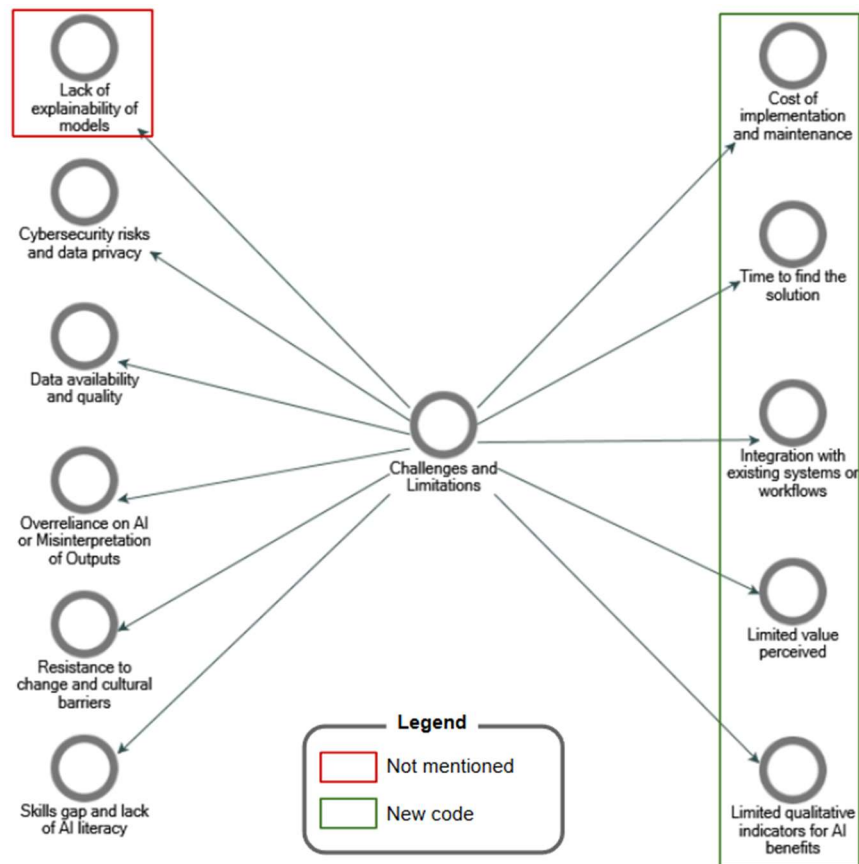 Lack of
explainability of
models
Cybersecurity risks
and data privacy
Data availability
and quality
Overreliance on AI
or Misinterpretation
of Outputs
Resistance to
change and cultural
barriers
Skills gap and lack
of AI literacy
Challenges and
Limitations
Cost of
implementation
and maintenance
Time to find the
solution
Integration with
existing systems or
workflows
Limited value
perceived
Limited qualitative
indicators for AI
benefits
Legend
Not mentioned
New code